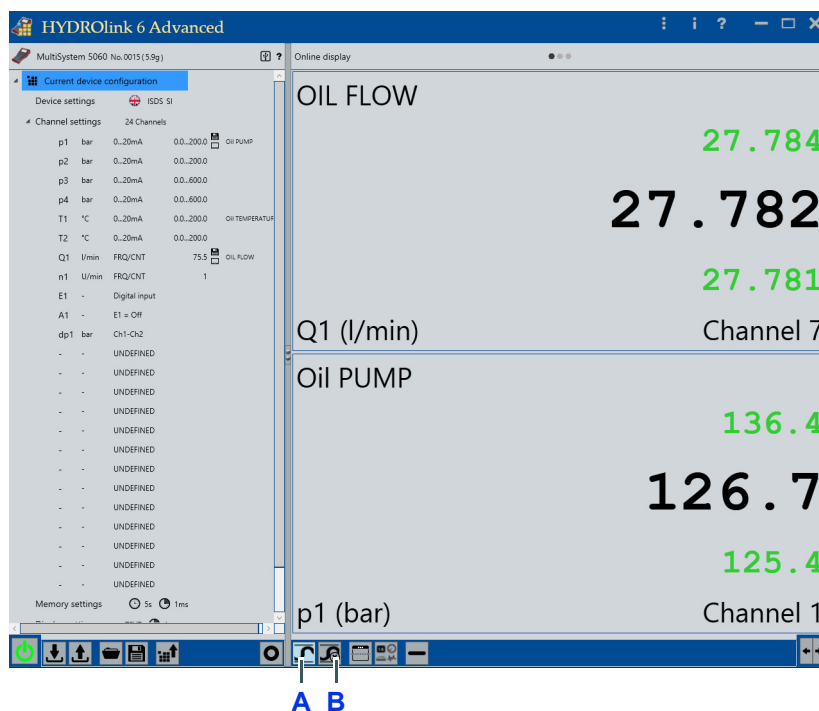 HYDROlink 6 Advanced
i ?
MultiSystem 5060 No. 0015 (5.9g) ?
Current device configuration
Device settings ISDS SI
Channel settings 24 Channels
p1 bar 0...20mA 0.0...200.0 Oil PUMP
p2 bar 0...20mA 0.0...200.0
p3 bar 0...20mA 0.0...600.0
p4 bar 0...20mA 0.0...600.0
T1 °C 0...20mA 0.0...200.0 Oil TEMPERATUR
T2 °C 0...20mA 0.0...200.0
Q1 l/min FRQ/CNT 75.5 OIL FLOW
n1 U/min FRQ/CNT 1
E1 - Digital input
A1 - E1 = Off
dp1 bar Ch1-Ch2
- - UNDEFINED
- - UNDEFINED
- - UNDEFINED
- - UNDEFINED
- - UNDEFINED
- - UNDEFINED
- - UNDEFINED
- - UNDEFINED
- - UNDEFINED
- - UNDEFINED
- - UNDEFINED
- - UNDEFINED
- - UNDEFINED
Memory settings 5s 1ms
Online display
OIL FLOW
27.784
27.782
27.781
Q1 (l/min) Channel 7
Oil PUMP
136.4
126.7
125.4
p1 (bar) Channel 1
A B